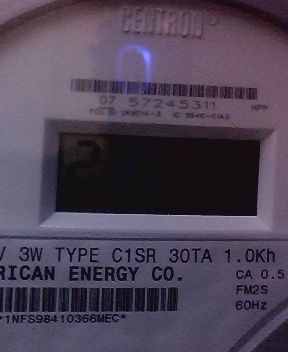 CENTRON
07 57245311
V 3W TYPE C1SR 30TA 1.0Kh
RICAN ENERGY CO.
CA 0.5
FM2S
60Hz
*1NFS98410366MEC*